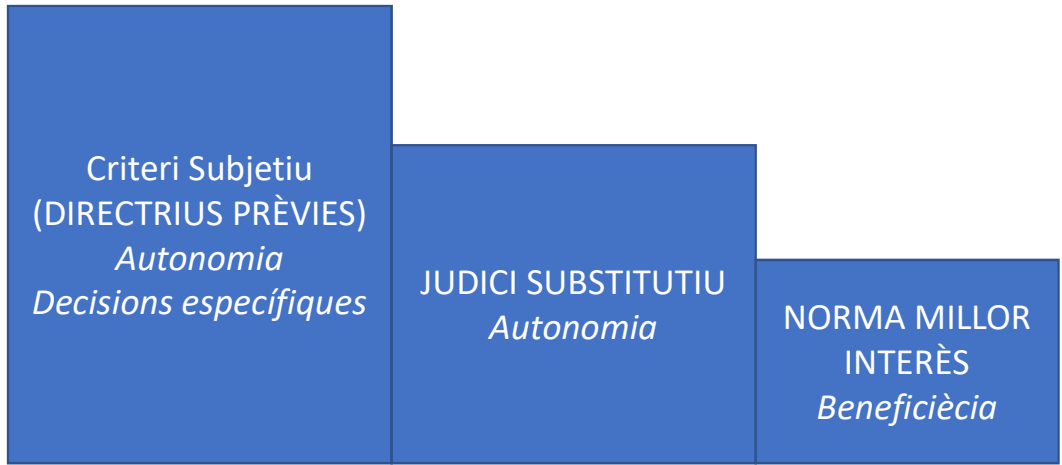 Criteri Subjetiu
(DIRECTRIUS PRÈVIES)
Autonomia
Decisions específiques
JUDICI SUBSTITUTIU
Autonomia
NORMA MILLOR
INTERÈS
Beneficiècia